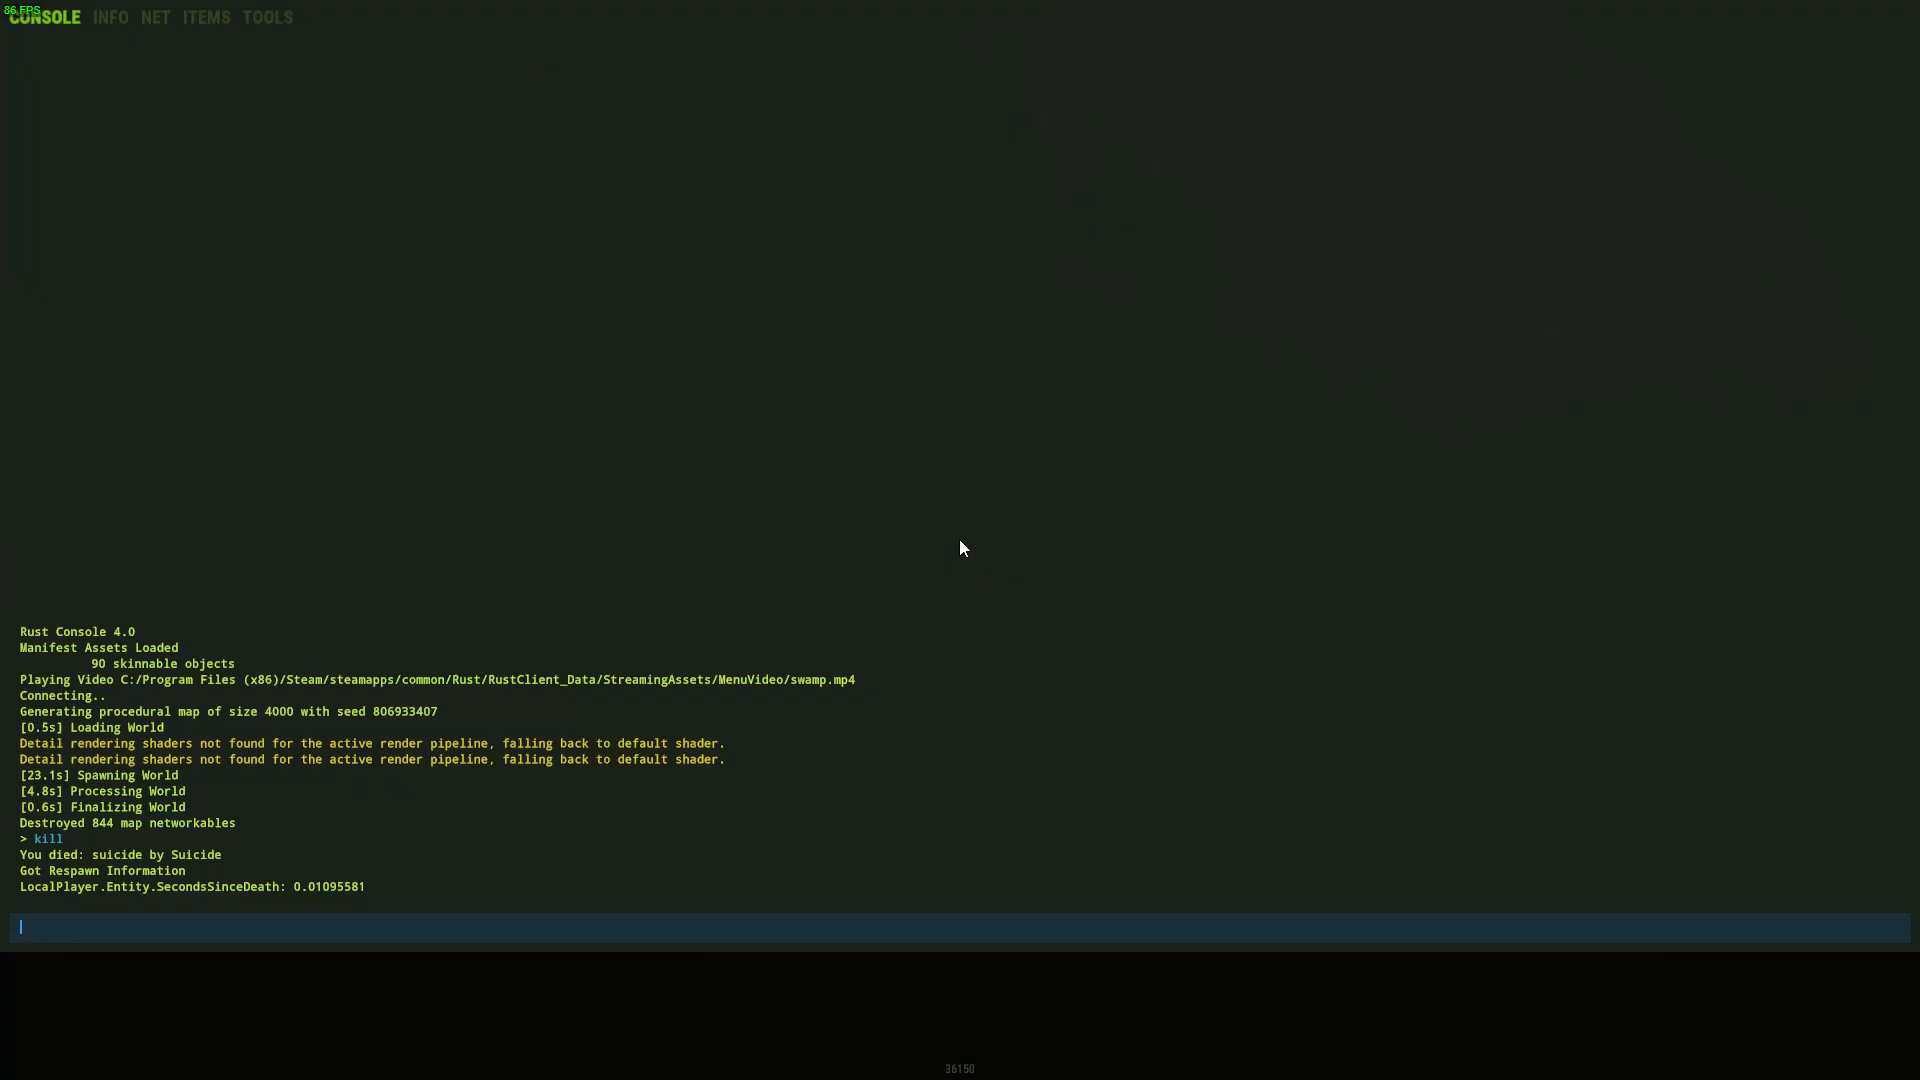 86 FPS
CONSOLE INFO NET ITEMS TOOLS
Rust Console 4.0
Manifest Assets Loaded
90 skinnable objects
Playing Video C:/Program Files (x86)/Steam/steamapps/common/Rust/RustClient_Data/StreamingAssets/MenuVideo/swamp.mp4
Connecting..
Generating procedural map of size 4000 with seed 806933407
[0.5s] Loading World
Detail rendering shaders not found for the active render pipeline, falling back to default shader.
Detail rendering shaders not found for the active render pipeline, falling back to default shader.
[23.1s] Spawning World
[4.8s] Processing World
[0.6s] Finalizing World
Destroyed 844 map networkables
> kill
You died: suicide by Suicide
Got Respawn Information
LocalPlayer.Entity.SecondsSinceDeath: 0.01095581
36150